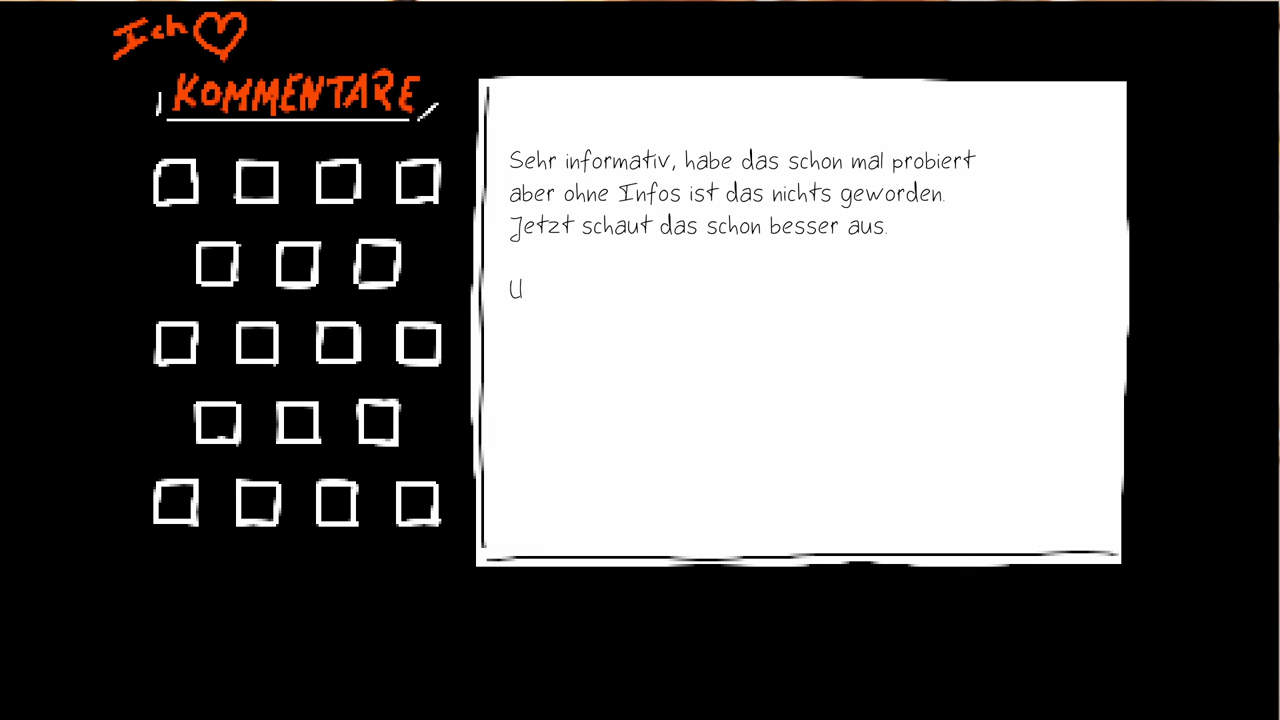 Ich
KOMMENTARE
Sehr informativ, habe das schon mal probiert
aber ohne Infos ist das nichts geworden.
Jetzt schaut das schon besser aus.
U